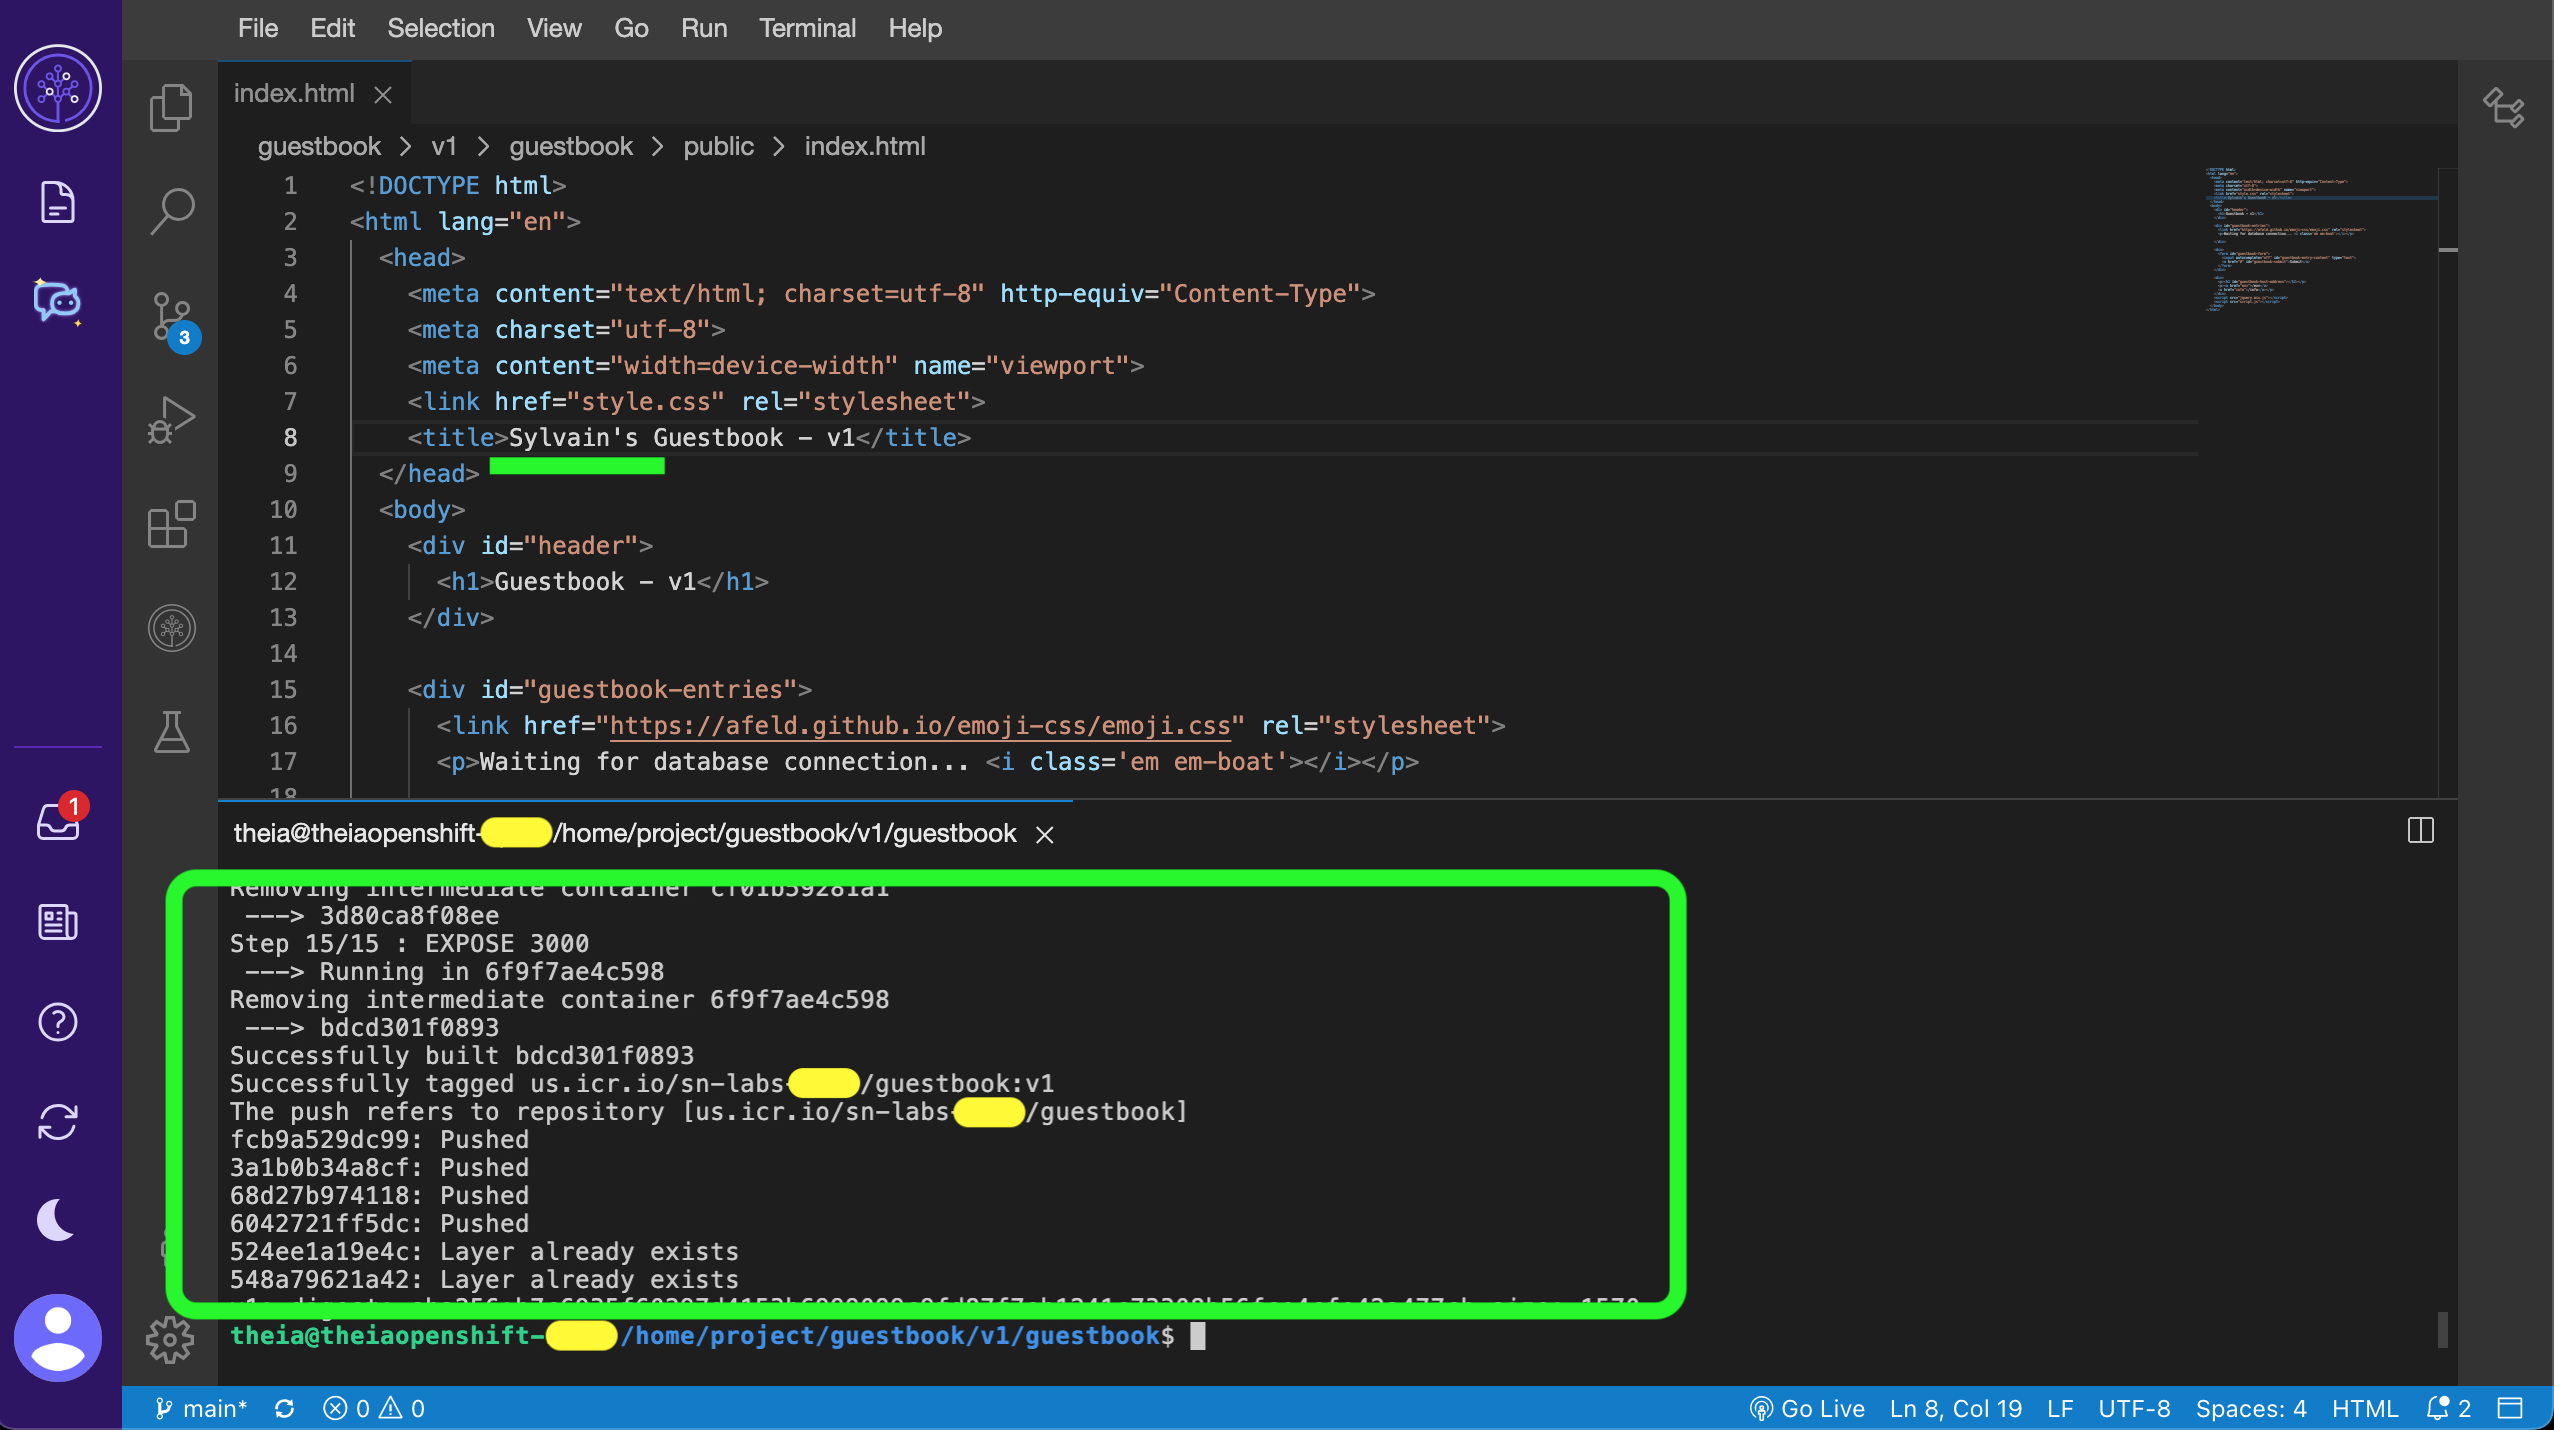 File Edit Selection View Go Run Terminal Help
index.html
guestbook > v1 > guestbook > public > index.html
1 <!DOCTYPE html>
2 <html lang="en">
3 <head>
4 <meta content="text/html; charset=utf-8" http-equiv="Content-Type">
5 <meta charset="utf-8">
6 <meta content="width=device-width" name="viewport">
7 <link href="style.css" rel="stylesheet">
8 <title>Sylvain's Guestbook - v1</title>
9 </head>
10 <body>
11 <div id="header">
12 <h1>Guestbook - v1</h1>
13 </div>
14
15 <div id="guestbook-entries">
16 <link href="https://afeld.github.io/emoji-css/emoji.css" rel="stylesheet">
17 <p>Waiting for database connection... <i class='em em-boat'></i></p>
18
3
1
theia@theiaopenshift- /home/project/guestbook/v1/guestbook
Removing intermediate container cf01b59281a1
---> 3d80ca8f08ee
Step 15/15 : EXPOSE 3000
---> Running in 6f9f7ae4c598
Removing intermediate container 6f9f7ae4c598
---> bdcd301f0893
Successfully built bdcd301f0893
Successfully tagged us.icr.io/sn-labs- /guestbook:v1
The push refers to repository [us.icr.io/sn-labs- /guestbook]
fcb9a529dc99: Pushed
3a1b0b34a8cf: Pushed
68d27b974118: Pushed
6042721ff5dc: Pushed
524ee1a19e4c: Layer already exists
548a79621a42: Layer already exists
theia@theiaopenshift- /home/project/guestbook/v1/guestbook$
main* 0 0 Go Live Ln 8, Col 19 LF UTF-8 Spaces: 4 HTML 2